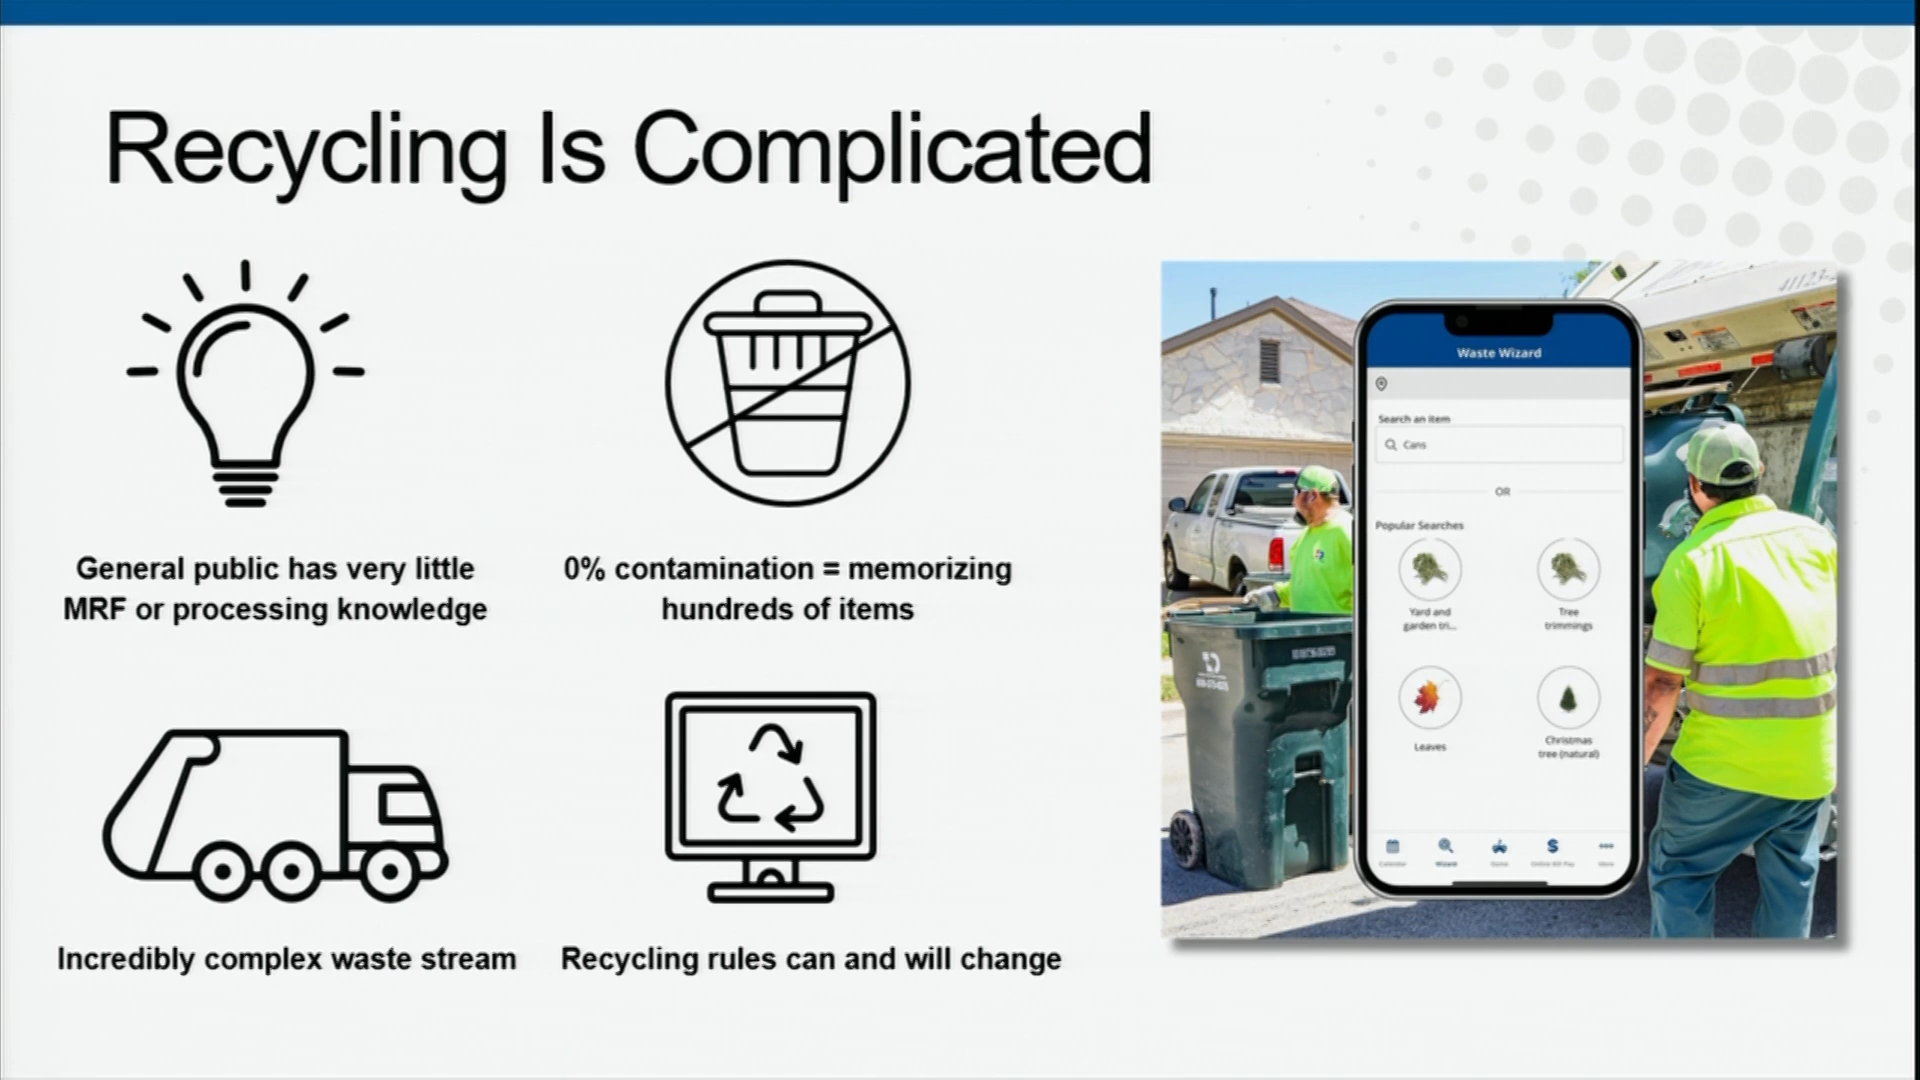 Recycling Is Complicated
General public has very little
MRF or processing knowledge
0% contamination = memorizing
hundreds of items
Incredibly complex waste stream
Recycling rules can and will change
Waste Wizard
Search an item
Cans
OR
Popular Searches
Yard and
garden tri...
Tree
trimmings
Leaves
Christmas
tree (natural)
Calendar
Wizard
Game
Online Bill Pay
More